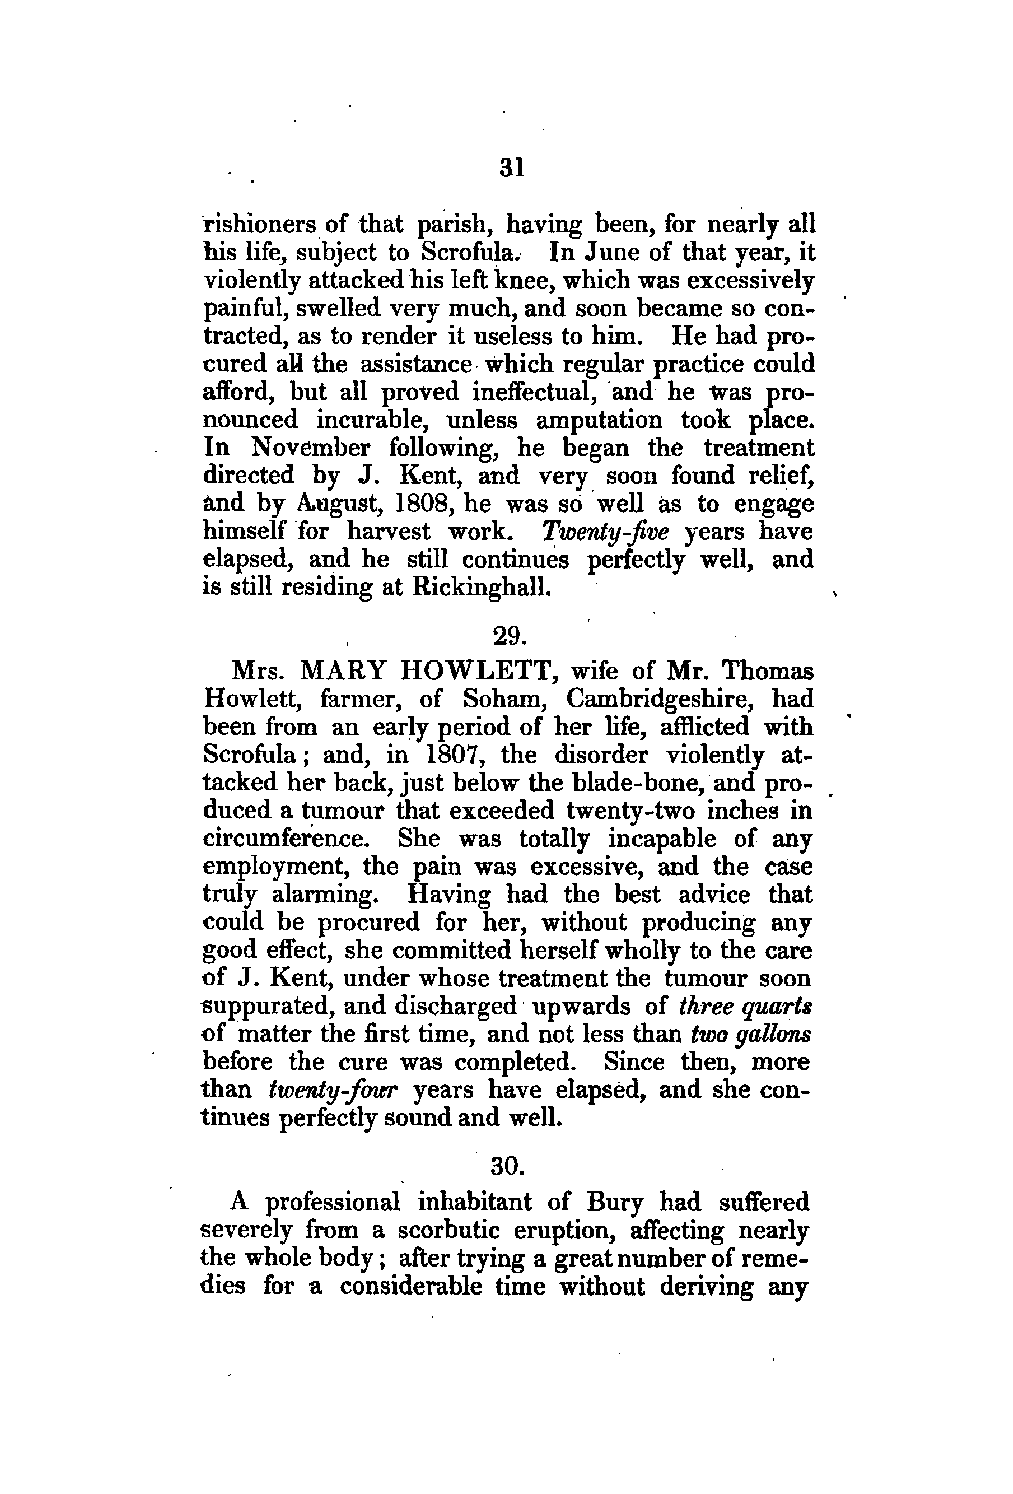 31
rishioners of that parish, having been, for nearly all
his life, subject to Scrofula. In June of that year, it
violently attacked his left knee, which was excessively
painful, swelled very much, and soon became so con-
tracted, as to render it useless to him. He had pro-
cured all the assistance which regular practice could
afford, but all proved ineffectual, and he was pro-
nounced incurable, unless amputation took place.
In November following, he began the treatment
directed by J. Kent, and very soon found relief,
and by August, 1808, he was so well as to engage
himself for harvest work. Twenty-five years have
elapsed, and he still continues perfectly well, and
is still residing at Rickinghall.
29.
Mrs. MARY HOWLETT, wife of Mr. Thomas
Howlett, farmer, of Soham, Cambridgeshire, had
been from an early period of her life, afflicted with
Scrofula; and, in 1807, the disorder violently at-
tacked her back, just below the blade-bone, and pro-
duced a tumour that exceeded twenty-two inches in
circumference. She was totally incapable of any
employment, the pain was excessive, and the case
truly alarming. Having had the best advice that
could be procured for her, without producing any
good effect, she committed herself wholly to the care
of J. Kent, under whose treatment the tumour soon
suppurated, and discharged upwards of three quarts
of matter the first time, and not less than two gallons
before the cure was completed. Since then, more
than twenty-four years have elapsed, and she con-
tinues perfectly sound and well.
30.
A professional inhabitant of Bury had suffered
severely from a scorbutic eruption, affecting nearly
the whole body; after trying a great number of reme-
dies for a considerable time without deriving any